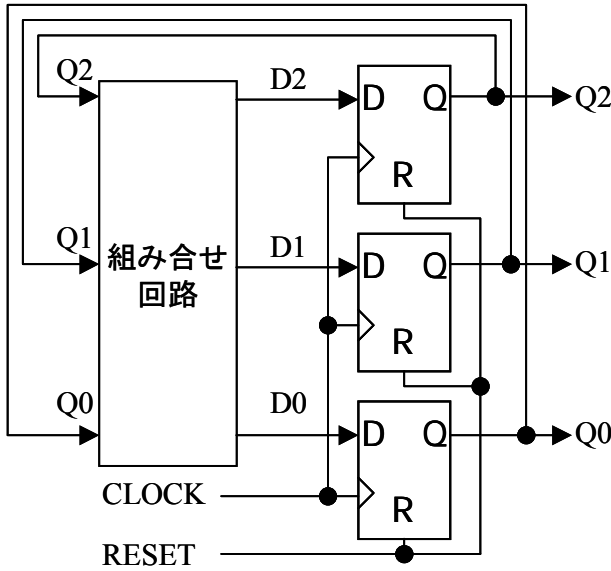 Q2
D2
D
Q
Q2
R
Q1
組み合せ
回路
D1
D
Q
Q1
R
Q0
D0
D
Q
Q0
R
CLOCK
RESET